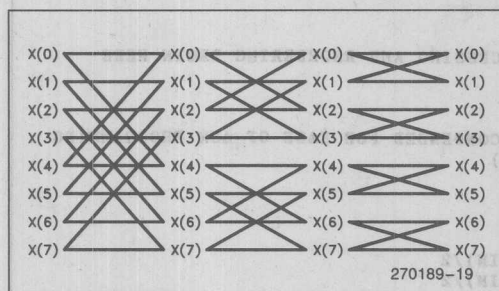 X(0) X(0) X(0) X(0)
X(1) X(1) X(1) X(1)
X(2) X(2) X(2) X(2)
X(3) X(3) X(3) X(3)
X(4) X(4) X(4) X(4)
X(5) X(5) X(5) X(5)
X(6) X(6) X(6) X(6)
X(7) X(7) X(7) X(7)
270189-19